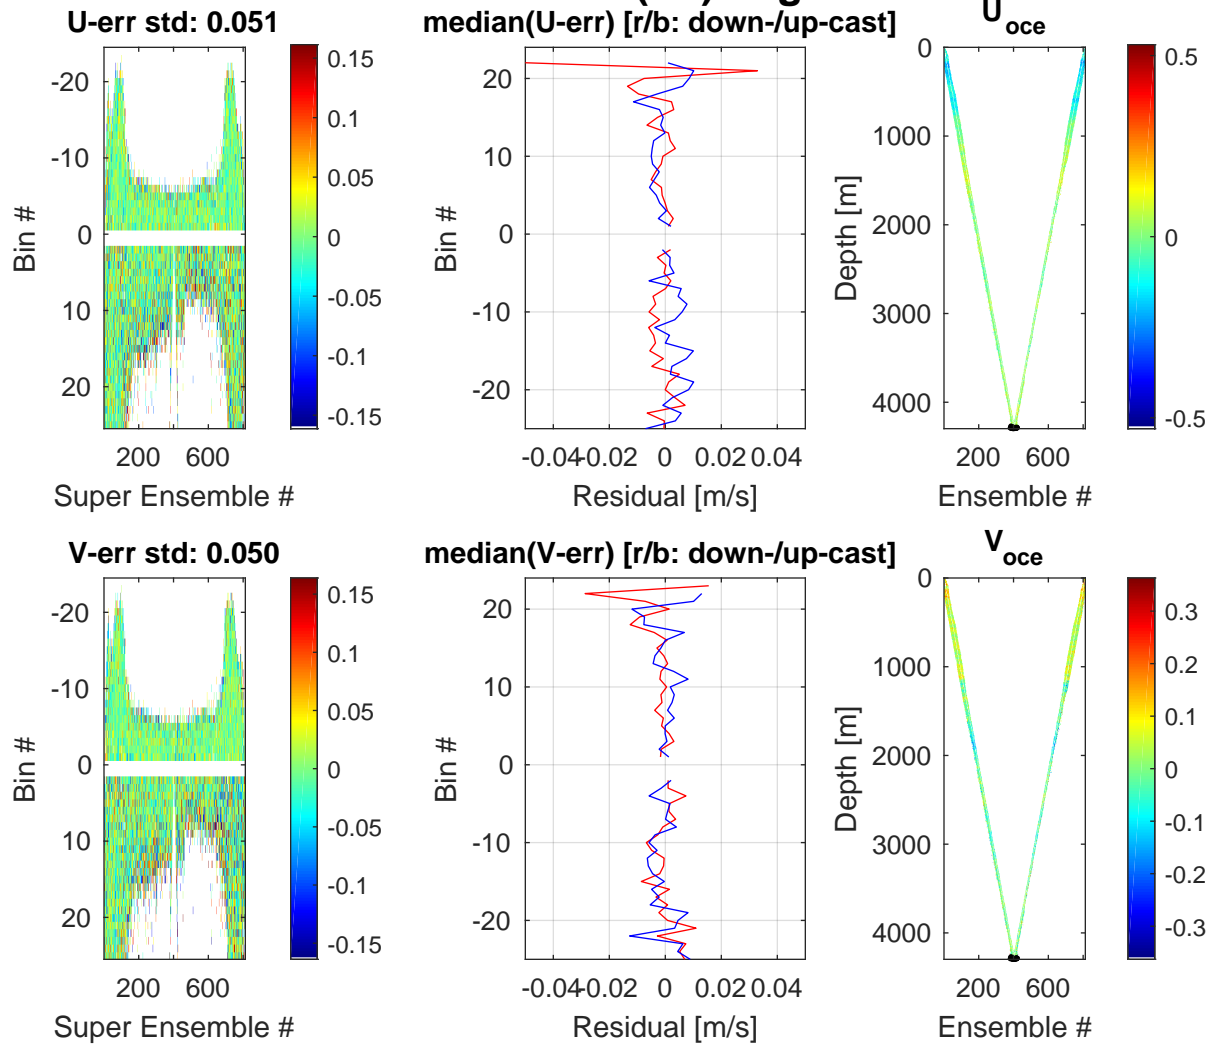 U-err std: 0.051
median(U-err) [r/b: down-/up-cast]
U oce
-20
-10
0
10
20
Bin #
200 600
Super Ensemble #
0.15
0.1
0.05
0
-0.05
-0.1
-0.15
20
10
0
-10
-20
Bin #
-0.04 -0.02 0 0.02 0.04
Residual [m/s]
0
1000
2000
3000
4000
Depth [m]
200 600
Ensemble #
0.5
0
-0.5
V-err std: 0.050
median(V-err) [r/b: down-/up-cast]
V oce
-20
-10
0
10
20
Bin #
200 600
Super Ensemble #
0.15
0.1
0.05
0
-0.05
-0.1
-0.15
20
10
0
-10
-20
Bin #
-0.04 -0.02 0 0.02 0.04
Residual [m/s]
0
1000
2000
3000
4000
Depth [m]
200 600
Ensemble #
0.3
0.2
0.1
0
-0.1
-0.2
-0.3